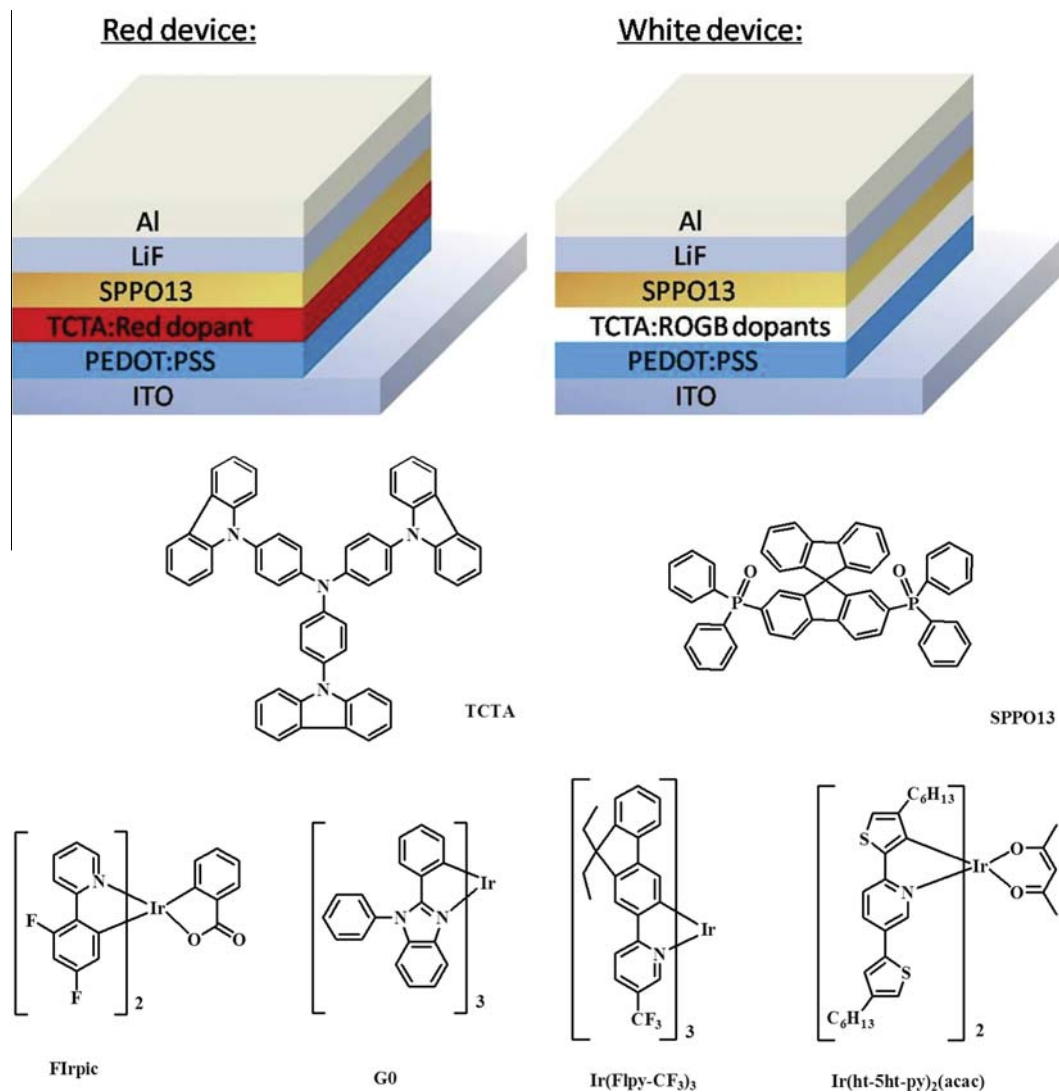 Red device:
White device:
Al
LiF
SPPO13
TCTA:Red dopant
PEDOT:PSS
ITO
Al
LiF
SPPO13
TCTA:ROGB dopants
PEDOT:PSS
ITO
N
N
N
N
TCTA
O
P
O
P
SPPO13
N
Ir
O
O
F
F
2
FIrpic
Ir
N
N
3
G0
Ir
N
CF3
3
Ir(Flpy-CF3)3
C6H13
S
N
Ir
O
O
S
C6H13
2
Ir(ht-5ht-py)2(acac)